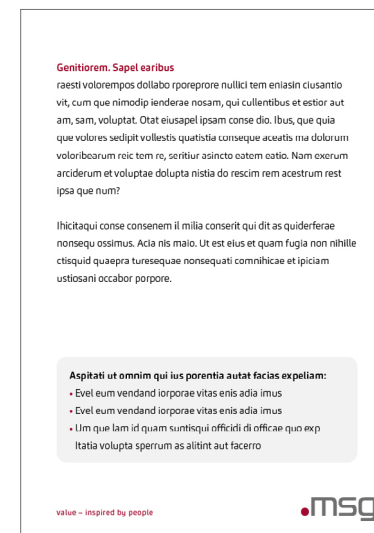 Genitiorem. Sapel earibus
raesti volorempos dollabo rporeprore nullici tem eniasin ciusantio
vit, cum que nimodip ienderae nosam, qui cullentibus et estior aut
am, sam, voluptat. Otat eiusapel ipsam conse dio. Ibus, que quia
que volores sedipit vollestis quatistia conseque aceatis ma dolorum
voloribearum reic tem re, seritiur asincto eatem eatio. Nam exerum
arciderum et voluptae dolupta nistia do rescim rem acestrum rest
ipsa que num?
Ihicitaqui conse consenem il milia conserit qui dit as quiderferae
nonsequ ossimus. Acia nis maio. Ut est eius et quam fugia non nihille
ctisquid quaepra turesequae nonsequati comnihicae et ipiciam
ustiosani occabor porpore.
Aspitati ut omnim qui ius porentia autat facias expeliam:
• Evel eum vendand iorporae vitas enis adia imus
• Evel eum vendand iorporae vitas enis adia imus
• Um que lam id quam suntisqui officidi di officae quo exp
Itatia volupta sperrum as alitint aut facerro
value – inspired by people
.msg